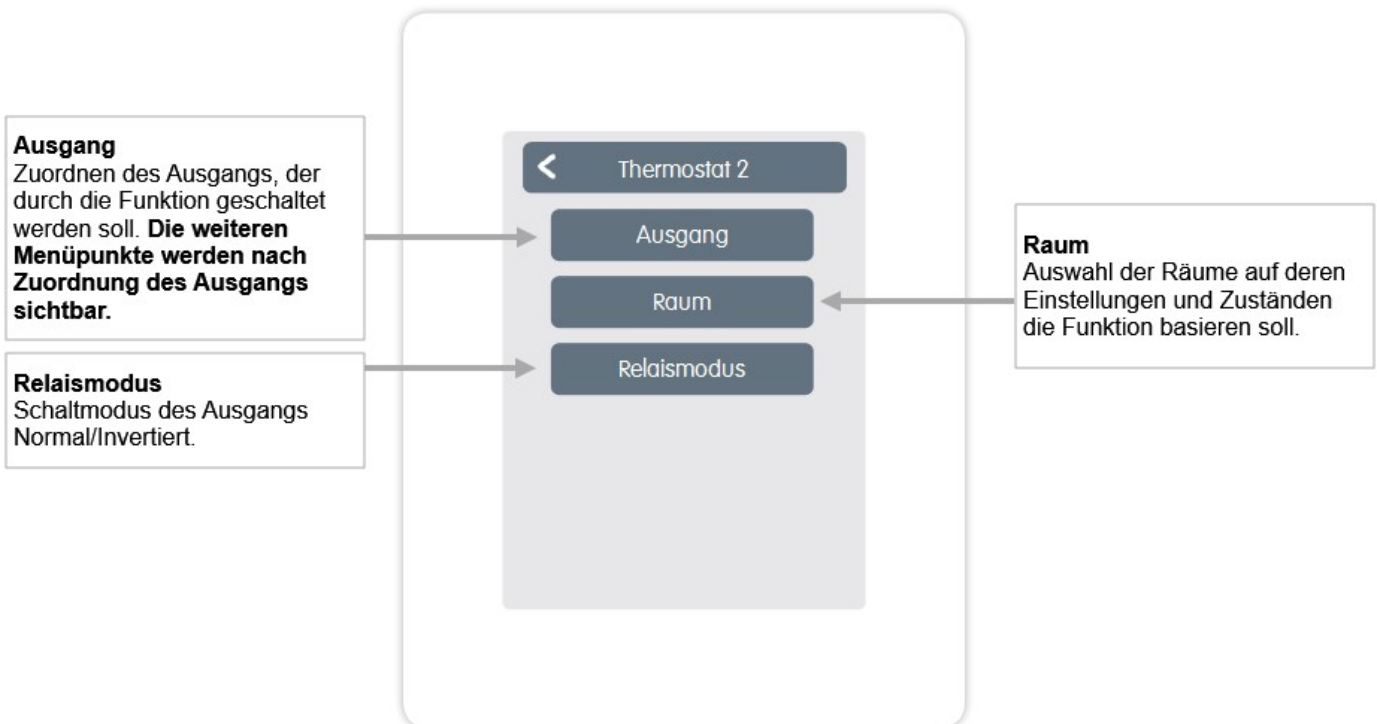 Ausgang
Zuordnen des Ausgangs, der
durch die Funktion geschaltet
werden soll. Die weiteren
Menüpunkte werden nach
Zuordnung des Ausgangs
sichtbar.
Relaismodus
Schaltmodus des Ausgangs
Normal/Invertiert.
Thermostat 2
Ausgang
Raum
Relaismodus
Raum
Auswahl der Räume auf deren
Einstellungen und Zuständen
die Funktion basieren soll.